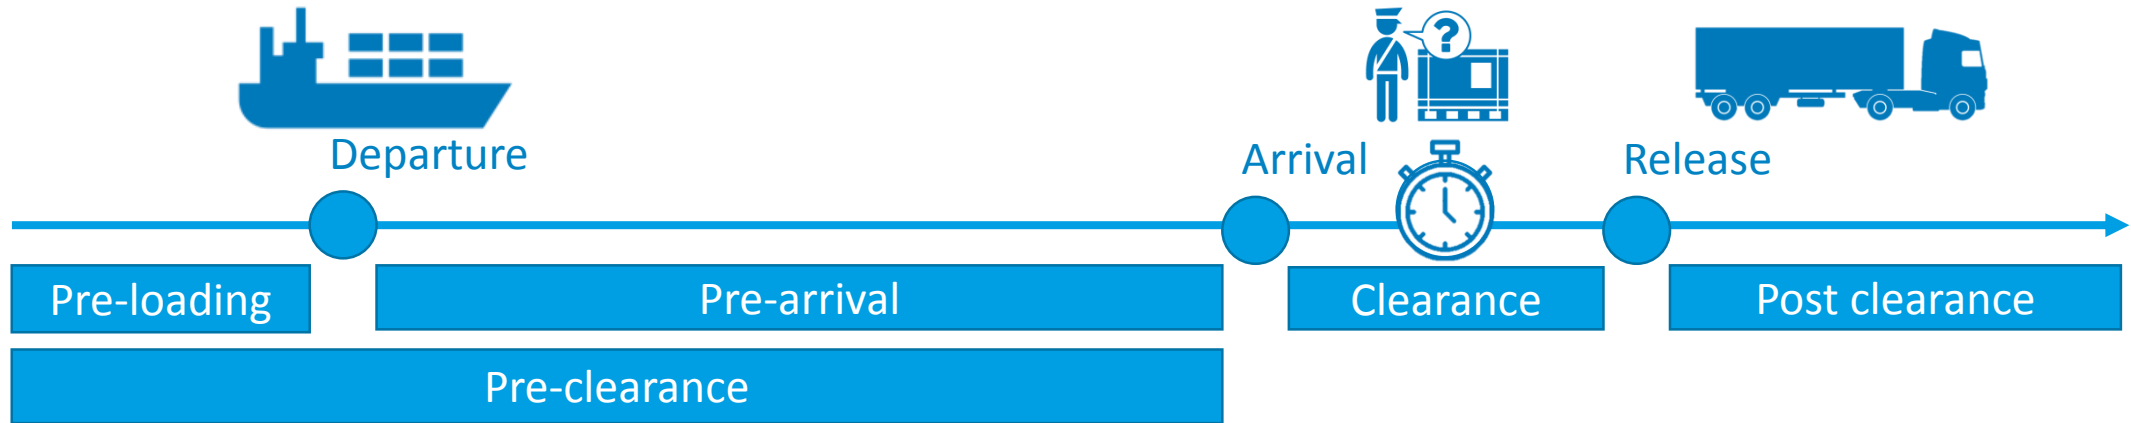 ?
Departure
Arrival
Release
Pre-loading
Pre-arrival
Clearance
Post clearance
Pre-clearance